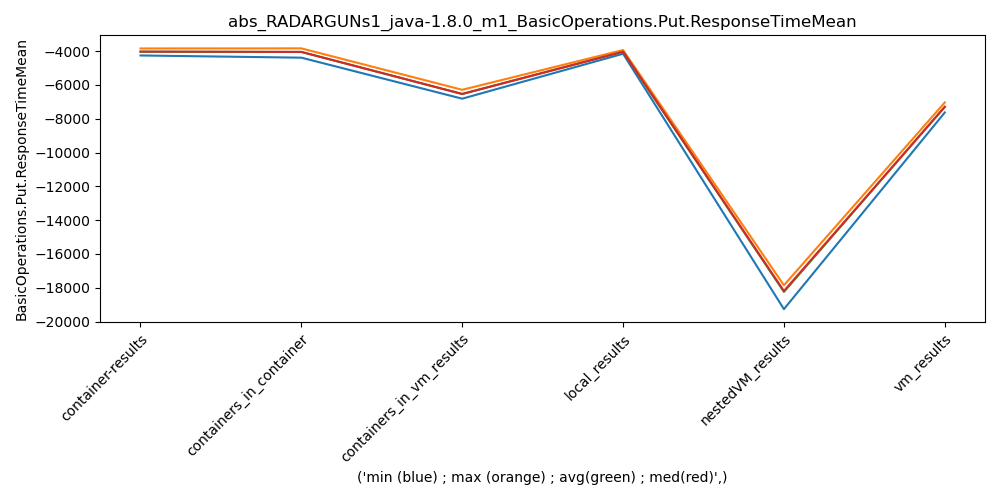 abs_RADARGUNs1_java-1.8.0_m1_BasicOperations.Put.ResponseTimeMean
BasicOperations.Put.ResponseTimeMean
−4000
−6000
−8000
−10000
−12000
−14000
−16000
−18000
−20000
container-results
containers_in_container
containers_in_vm_results
local_results
nestedVM_results
vm_results
('min (blue) ; max (orange) ; avg(green) ; med(red)',)